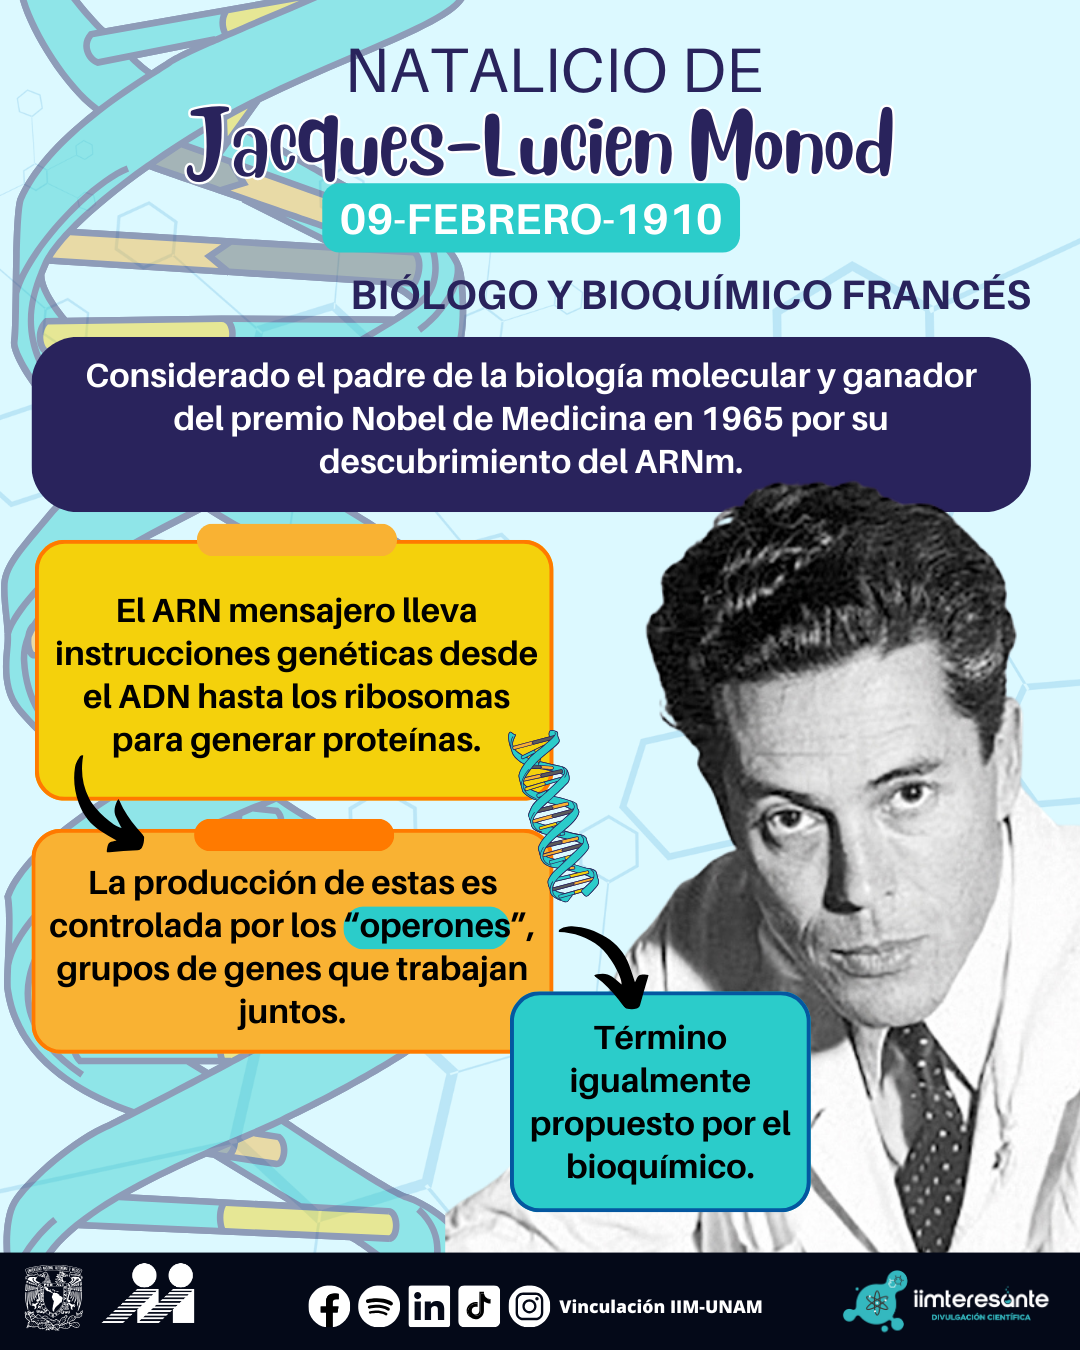 NATALICIO DE
Jacques-Lucien Monod
09-FEBRERO-1910
BIÓLOGO Y BIOQUÍMICO FRANCÉS
Considerado el padre de la biología molecular y ganador
del premio Nobel de Medicina en 1965 por su
descubrimiento del ARNm.
El ARN mensajero lleva
instrucciones genéticas desde
el ADN hasta los ribosomas
para generar proteínas.
La producción de estas es
controlada por los “operones”,
grupos de genes que trabajan
juntos.
Término
igualmente
propuesto por el
bioquímico.
Vinculación IIM-UNAM
iimteresante
DIVULGACIÓN CIENTÍFICA